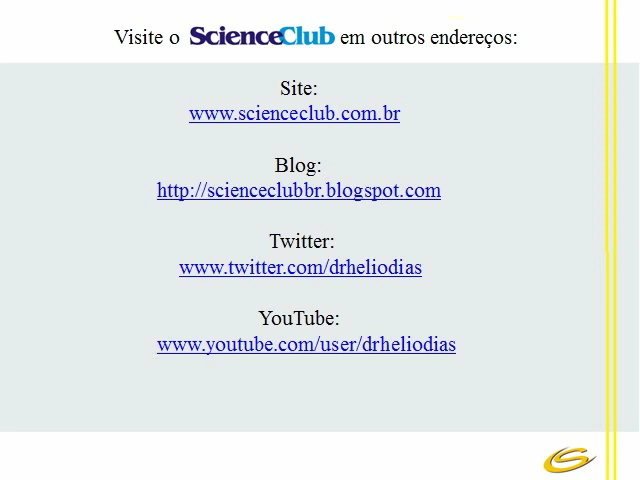 Visite o ScienceClub em outros endereços:
Site:
www.scienceclub.com.br
Blog:
http://scienceclubbr.blogspot.com
Twitter:
www.twitter.com/drheliodias
YouTube:
www.youtube.com/user/drheliodias